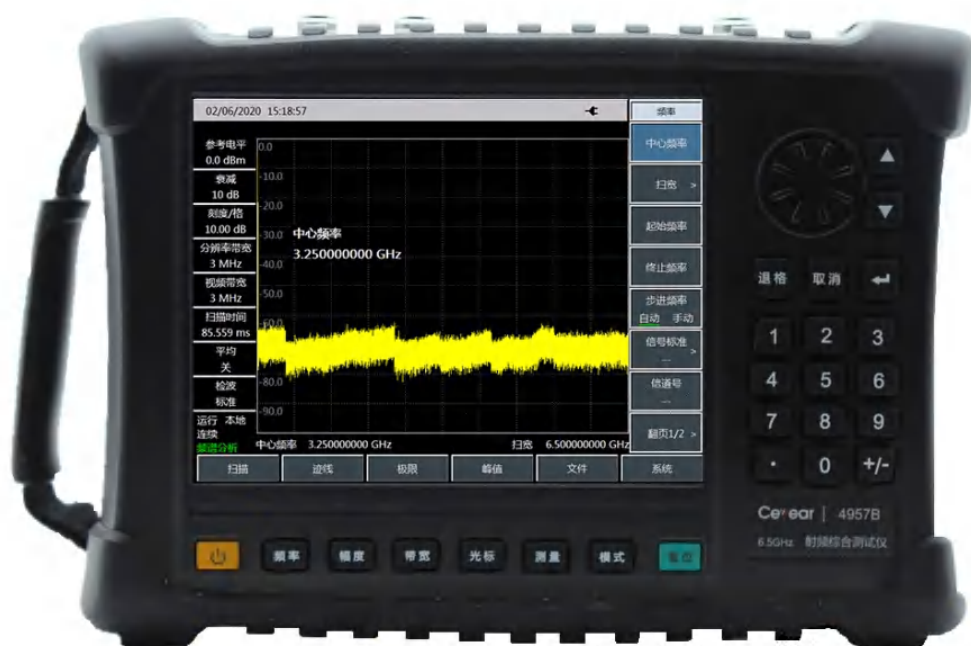 02/06/2020 15:18:57
频率
参考电平
0.0 dBm
衰减
10 dB
刻度/格
10.00 dB
分辨率带宽
3 MHz
视频带宽
3 MHz
扫描时间
85.559 ms
平均
关
检波
标准
运行 本地
连续
频谱分析
0.0
-10.0
-20.0
-30.0
-40.0
-50.0
-60.0
-80.0
-90.0
中心频率
3.250000000 GHz
中心频率 3.250000000 GHz
扫宽 6.500000000 GHz
中心频率
扫宽 >
起始频率
终止频率
步进频率
自动 手动
信号标准 >
---
信道号
---
翻页1/2 >
扫描 迹线 极限 峰值 文件 系统
退格 取消
1 2 3
4 5 6
7 8 9
. 0 +/-
Ceyear | 4957B
6.5GHz 射频综合测试仪
频率 幅度 带宽 光标 测量 模式 复位